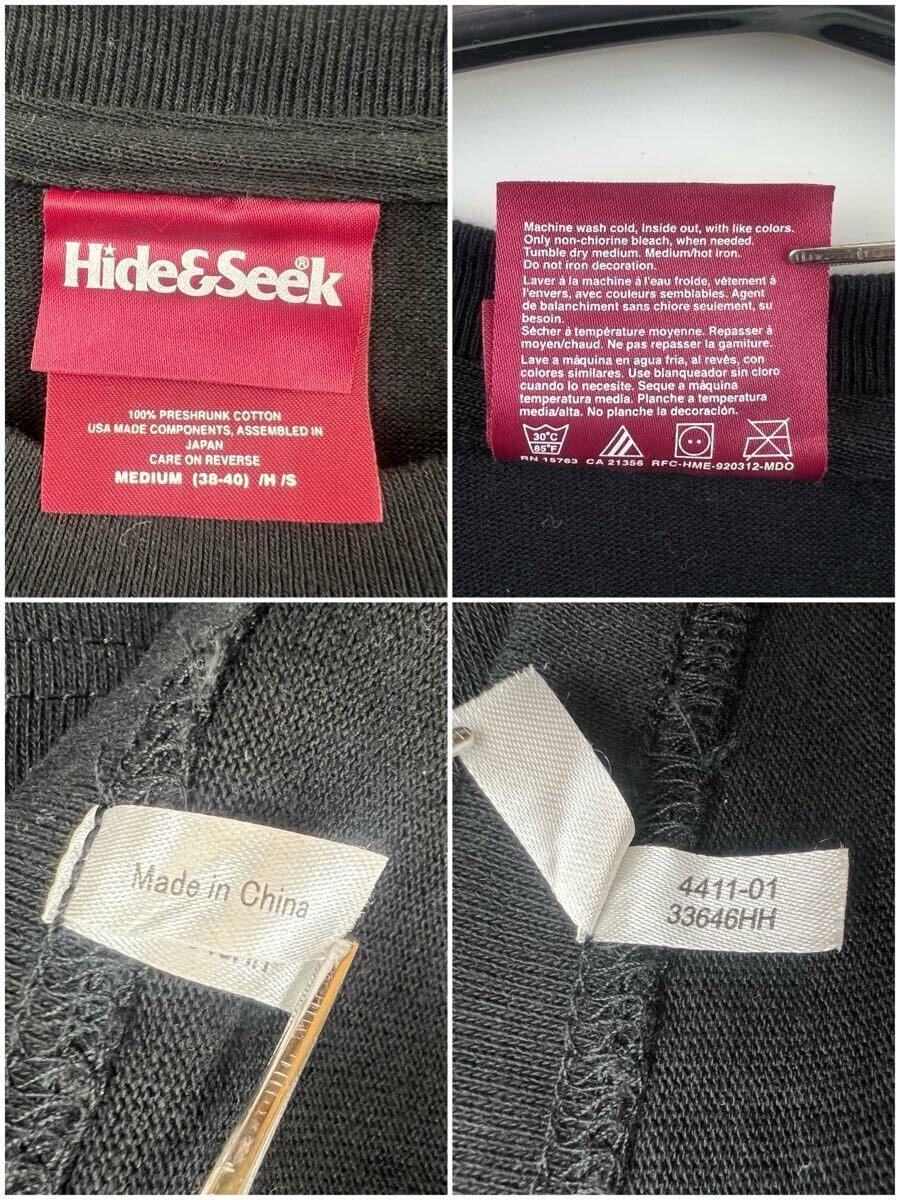 Hide&Seek®
100% PRESHRUNK COTTON
USA MADE COMPONENTS, ASSEMBLED IN
JAPAN
CARE ON REVERSE
MEDIUM (38-40) /H /S
Machine wash cold, Inside out, with like colors.
Only non-chlorine bleach, when needed.
Tumble dry medium. Medium/hot iron.
Do not iron decoration.
Laver à la machine à l'eau froide, vêtement à
l'envers, avec couleurs semblables. Agent
de balanchiment sans chiore seulement, su
besoin.
Sécher à température moyenne. Repasser à
moyen/chaud. Ne pas repasser la gamiture.
Lave a máquina en agua fria, al revés, con
colores similares. Use blanqueador sin cloro
cuando lo necesite. Seque a máquina
temperatura media. Planche a temperatura
media/alta. No planche la decoración.
30°C
85°F
RN 15763 CA 21356 RFC-HME-920312-MDO
Made in China
4411-01
33646HH